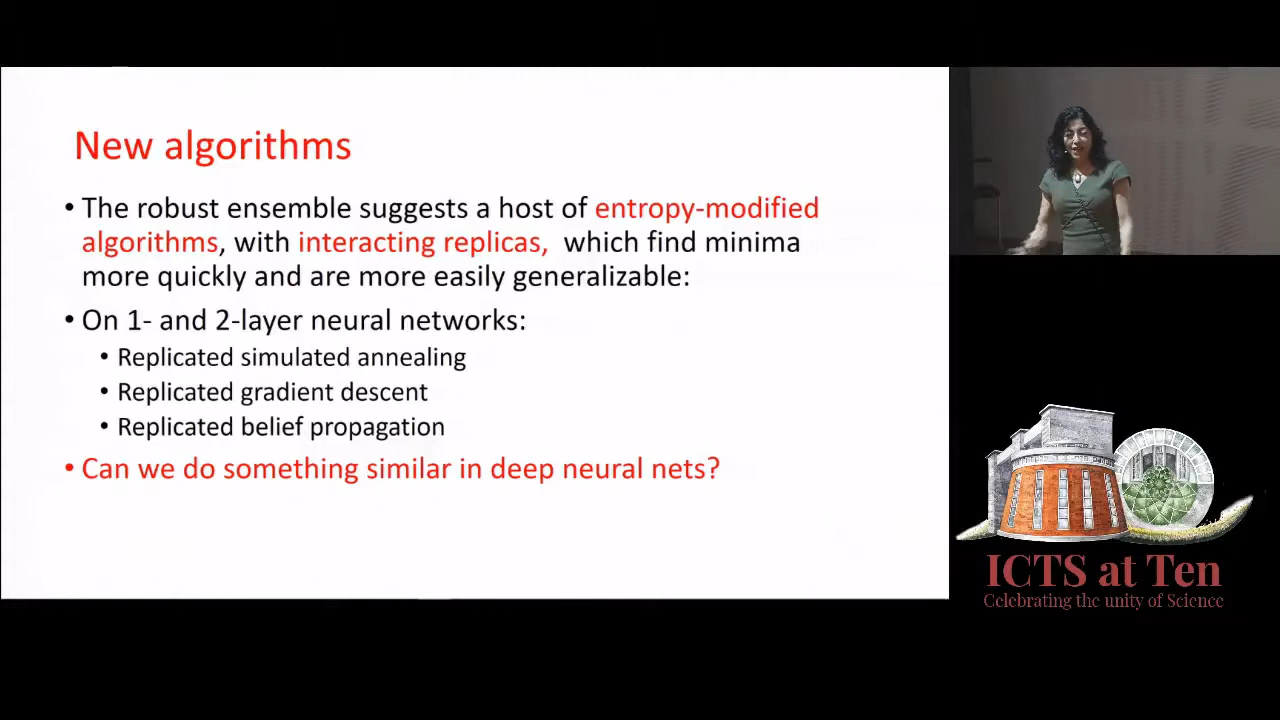 New algorithms
• The robust ensemble suggests a host of entropy-modified
algorithms, with interacting replicas, which find minima
more quickly and are more easily generalizable:
• On 1- and 2-layer neural networks:
• Replicated simulated annealing
• Replicated gradient descent
• Replicated belief propagation
• Can we do something similar in deep neural nets?
ICTS at Ten
Celebrating the unity of Science